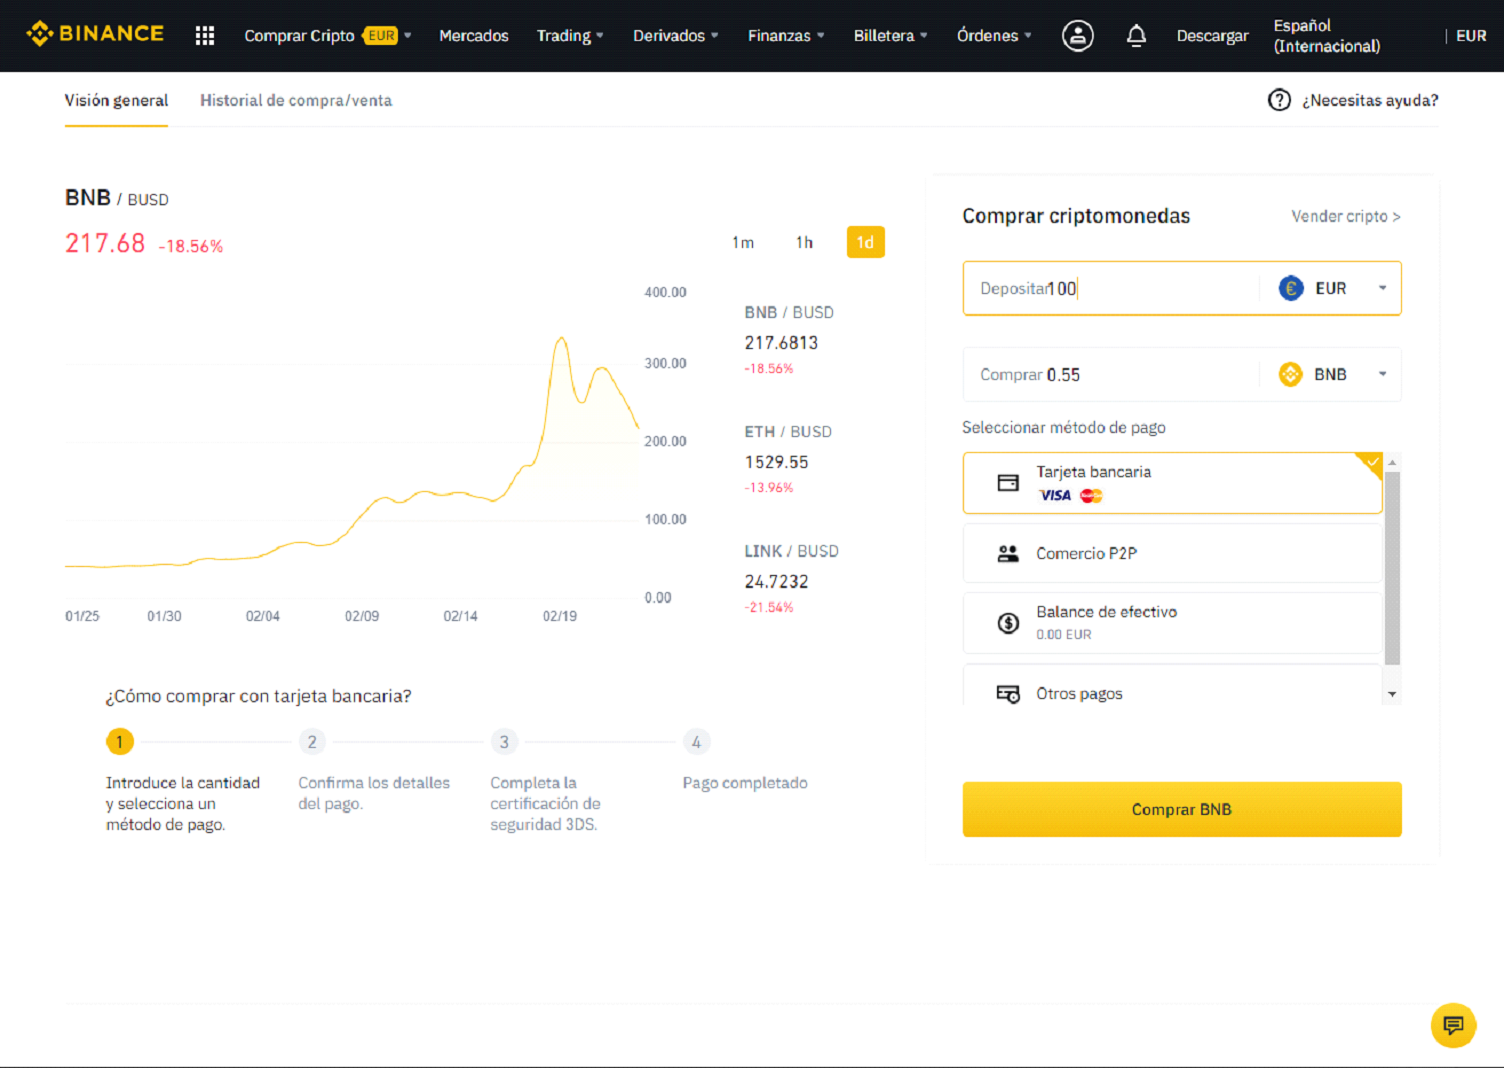 BINANCE
Comprar Cripto EUR
Mercados
Trading
Derivados
Finanzas
Billetera
Órdenes
Descargar
Español
(Internacional)
| EUR
Visión general
Historial de compra/venta
¿Necesitas ayuda?
BNB / BUSD
217.68 -18.56%
1m
1h
1d
400.00
300.00
200.00
100.00
0.00
01/25
01/30
02/04
02/09
02/14
02/19
BNB / BUSD
217.6813
-18.56%
ETH / BUSD
1529.55
-13.96%
LINK / BUSD
24.7232
-21.54%
¿Cómo comprar con tarjeta bancaria?
1
Introduce la cantidad
y selecciona un
método de pago.
2
Confirma los detalles
del pago.
3
Completa la
certificación de
seguridad 3DS.
4
Pago completado
Comprar criptomonedas
Vender cripto >
Depositar 100
€ EUR
Comprar 0.55
BNB
Seleccionar método de pago
Tarjeta bancaria
VISA
Comercio P2P
Balance de efectivo
0.00 EUR
Otros pagos
Comprar BNB